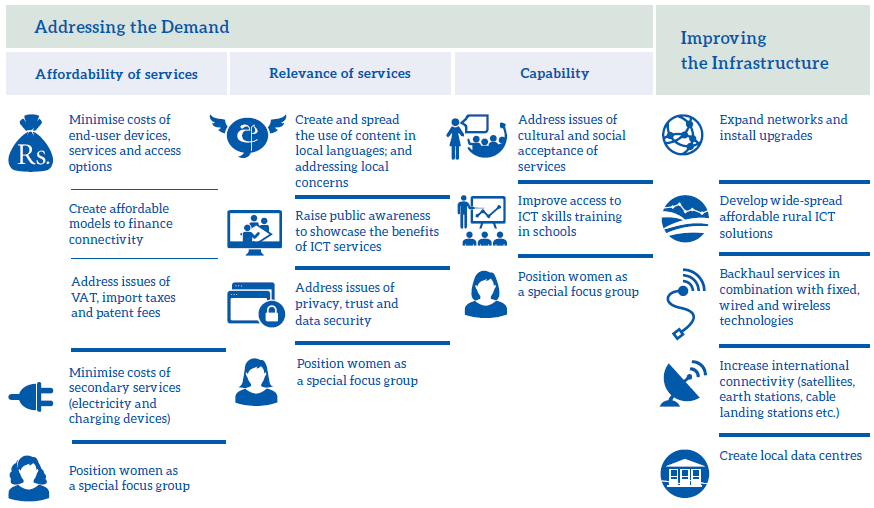 Addressing the Demand
Improving
the Infrastructure
Affordability of services
Relevance of services
Capability
Rs.
Minimise costs of
end-user devices,
services and access
options
Create affordable
models to finance
connectivity
Address issues of
VAT, import taxes
and patent fees
Minimise costs of
secondary services
(electricity and
charging devices)
Position women as
a special focus group
Create and spread
the use of content in
local languages; and
addressing local
concerns
Raise public awareness
to showcase the benefits
of ICT services
Address issues of
privacy, trust and
data security
Position women as
a special focus group
Address issues of
cultural and social
acceptance of
services
Improve access to
ICT skills training
in schools
Position women as
a special focus group
Expand networks and
install upgrades
Develop wide-spread
affordable rural ICT
solutions
Backhaul services in
combination with fixed,
wired and wireless
technologies
Increase international
connectivity (satellites,
earth stations, cable
landing stations etc.)
Create local data centres